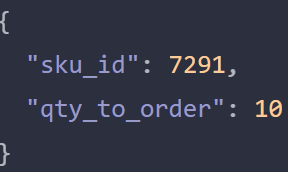 {
"sku_id": 7291,
"qty_to_order": 10
}